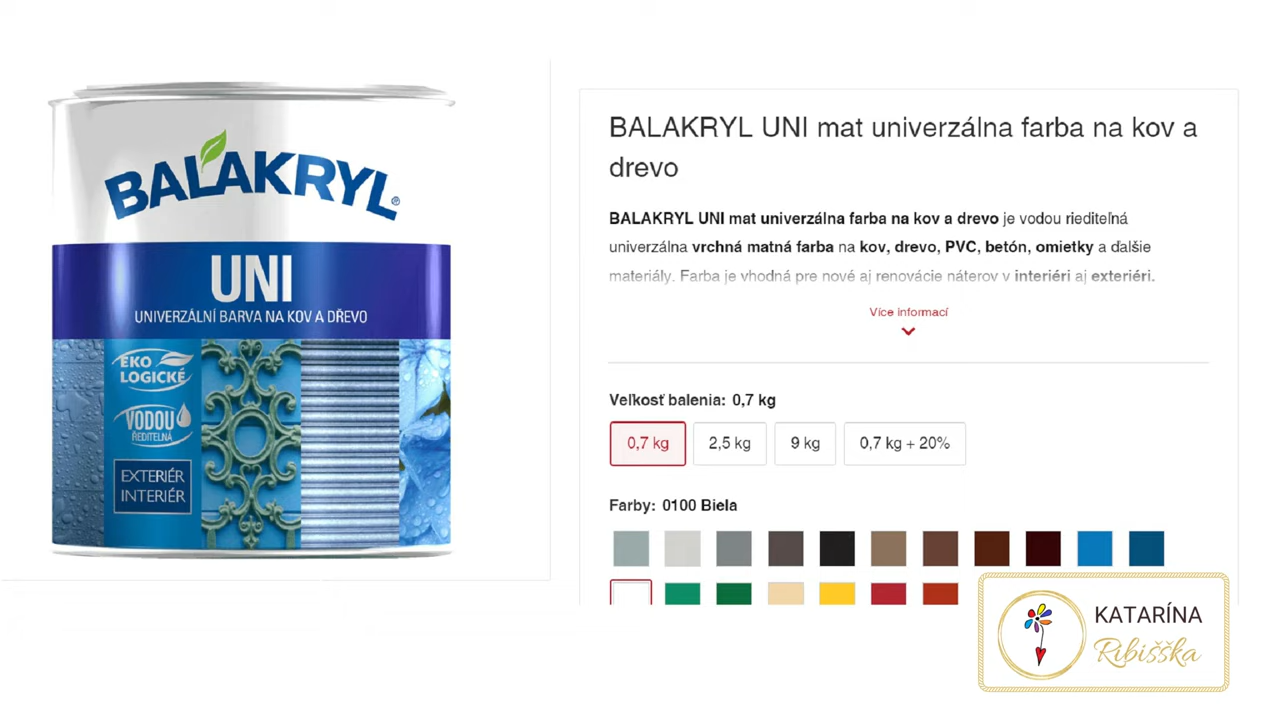 BALAKRYL®
UNI
UNIVERZÁLNÍ BARVA NA KOV A DŘEVO
EKO
LOGICKÉ
VODOU
ŘEDITELNÁ
EXTERIÉR
INTERIÉR
BALAKRYL UNI mat univerzálna farba na kov a
drevo
BALAKRYL UNI mat univerzálna farba na kov a drevo je vodou riediteľná
univerzálna vrchná matná farba na kov, drevo, PVC, betón, omietky a ďalšie
materiály. Farba je vhodná pre nové aj renovácie náterov v interiéri aj exteriéri.
Více informací
Veľkosť balenia: 0,7 kg
0,7 kg 2,5 kg 9 kg 0,7 kg + 20%
Farby: 0100 Biela
KATARÍNA
Ribišška